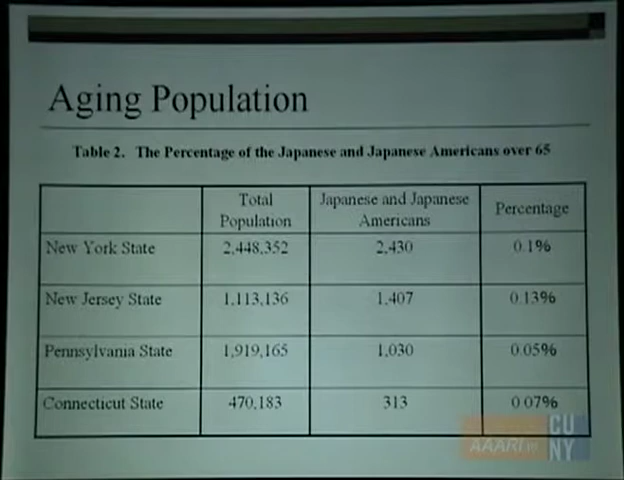 Aging Population
Table 2. The Percentage of the Japanese and Japanese Americans over 65
Total Population
Japanese and Japanese Americans
Percentage
New York State 2,448,352 2,430 0.1%
New Jersey State 1,113,136 1,407 0.13%
Pennsylvania State 1,919,165 1,030 0.05%
Connecticut State 470,183 313 0.07%
AAARI
CU
NY